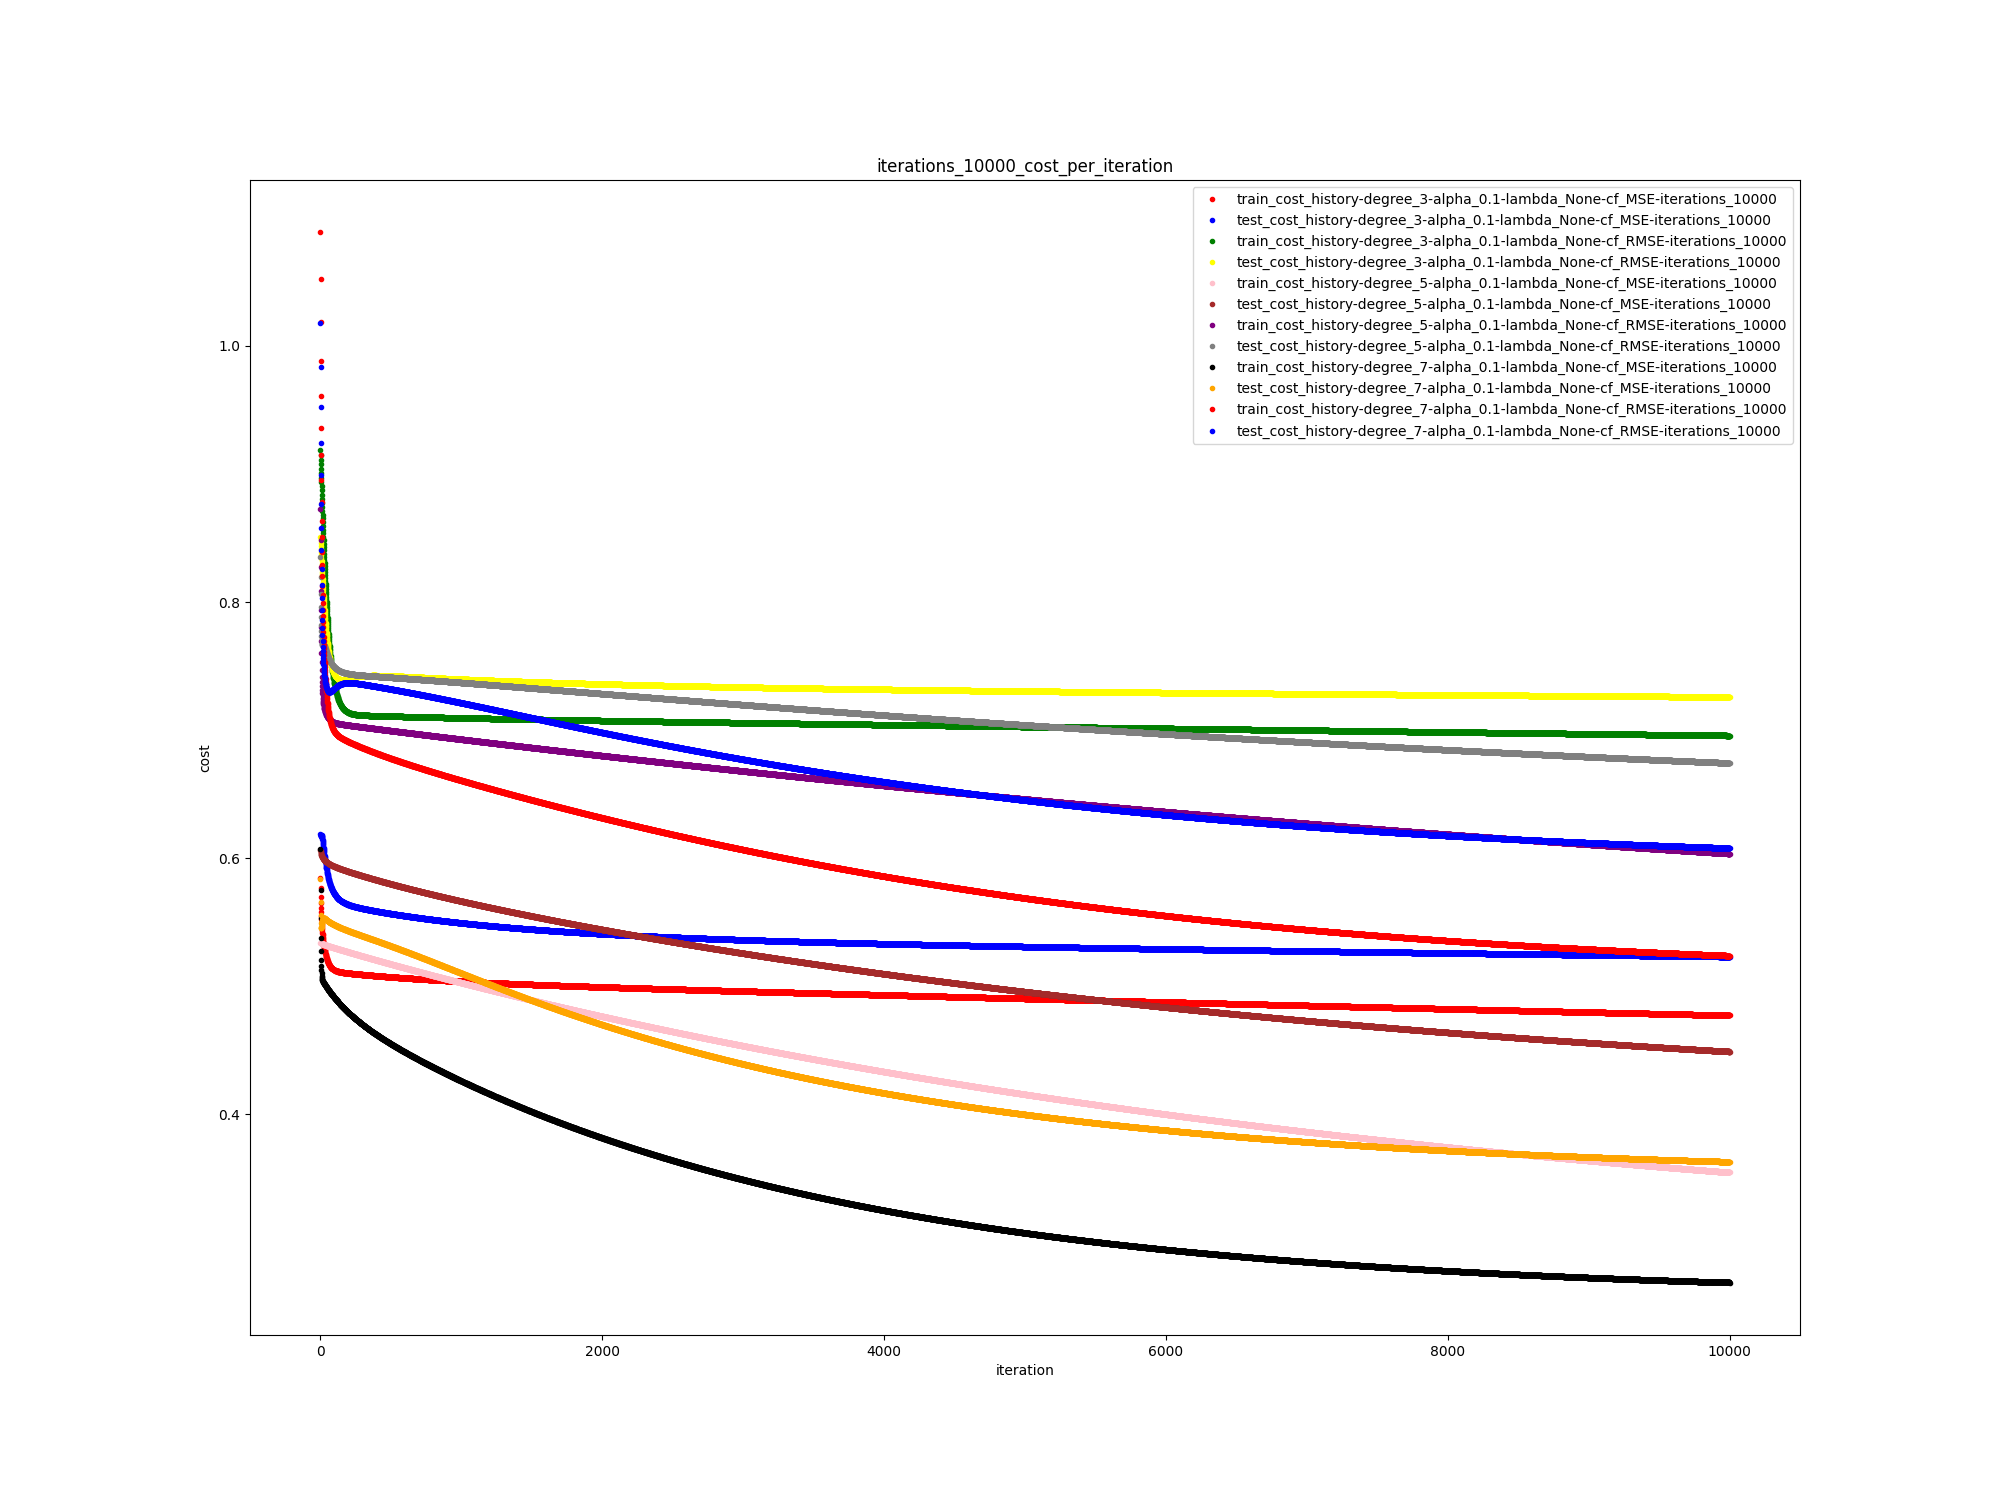 iterations_10000_cost_per_iteration
train_cost_history-degree_3-alpha_0.1-lambda_None-cf_MSE-iterations_10000
test_cost_history-degree_3-alpha_0.1-lambda_None-cf_MSE-iterations_10000
train_cost_history-degree_3-alpha_0.1-lambda_None-cf_RMSE-iterations_10000
test_cost_history-degree_3-alpha_0.1-lambda_None-cf_RMSE-iterations_10000
train_cost_history-degree_5-alpha_0.1-lambda_None-cf_MSE-iterations_10000
test_cost_history-degree_5-alpha_0.1-lambda_None-cf_MSE-iterations_10000
train_cost_history-degree_5-alpha_0.1-lambda_None-cf_RMSE-iterations_10000
test_cost_history-degree_5-alpha_0.1-lambda_None-cf_RMSE-iterations_10000
train_cost_history-degree_7-alpha_0.1-lambda_None-cf_MSE-iterations_10000
test_cost_history-degree_7-alpha_0.1-lambda_None-cf_MSE-iterations_10000
train_cost_history-degree_7-alpha_0.1-lambda_None-cf_RMSE-iterations_10000
test_cost_history-degree_7-alpha_0.1-lambda_None-cf_RMSE-iterations_10000
1.0
0.8
0.6
0.4
cost
0 2000 4000 6000 8000 10000
iteration